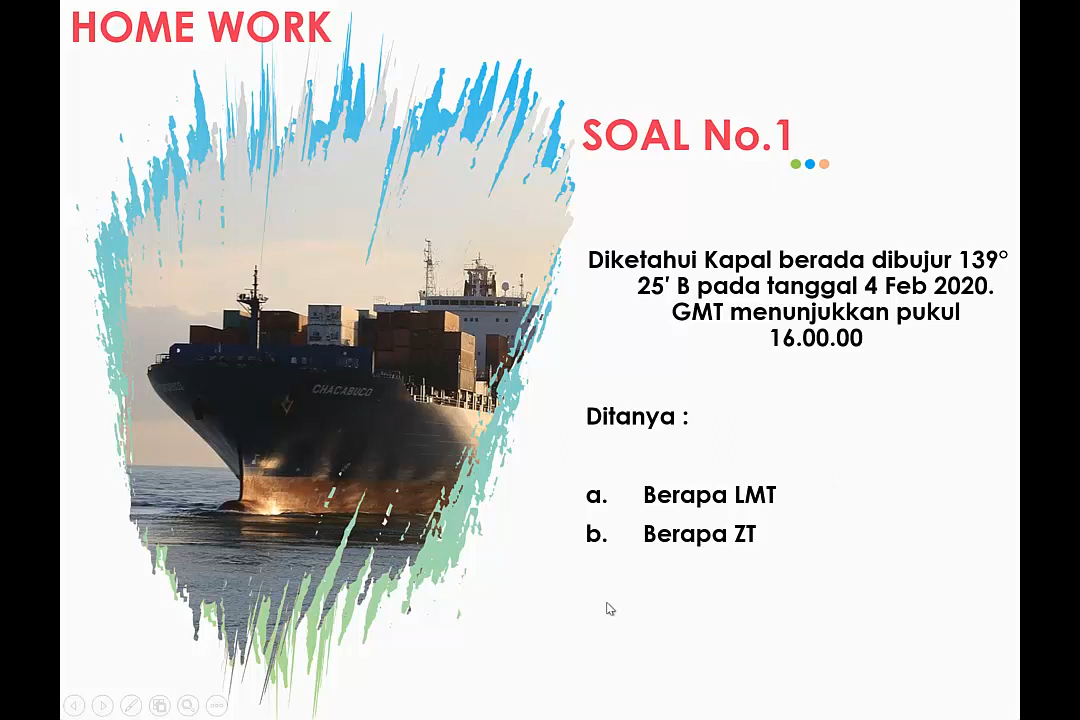 HOME WORK
SOAL No.1
Diketahui Kapal berada dibujur 139°
25′ B pada tanggal 4 Feb 2020.
GMT menunjukkan pukul
16.00.00
CHACABUCO
Ditanya :
a. Berapa LMT
b. Berapa ZT